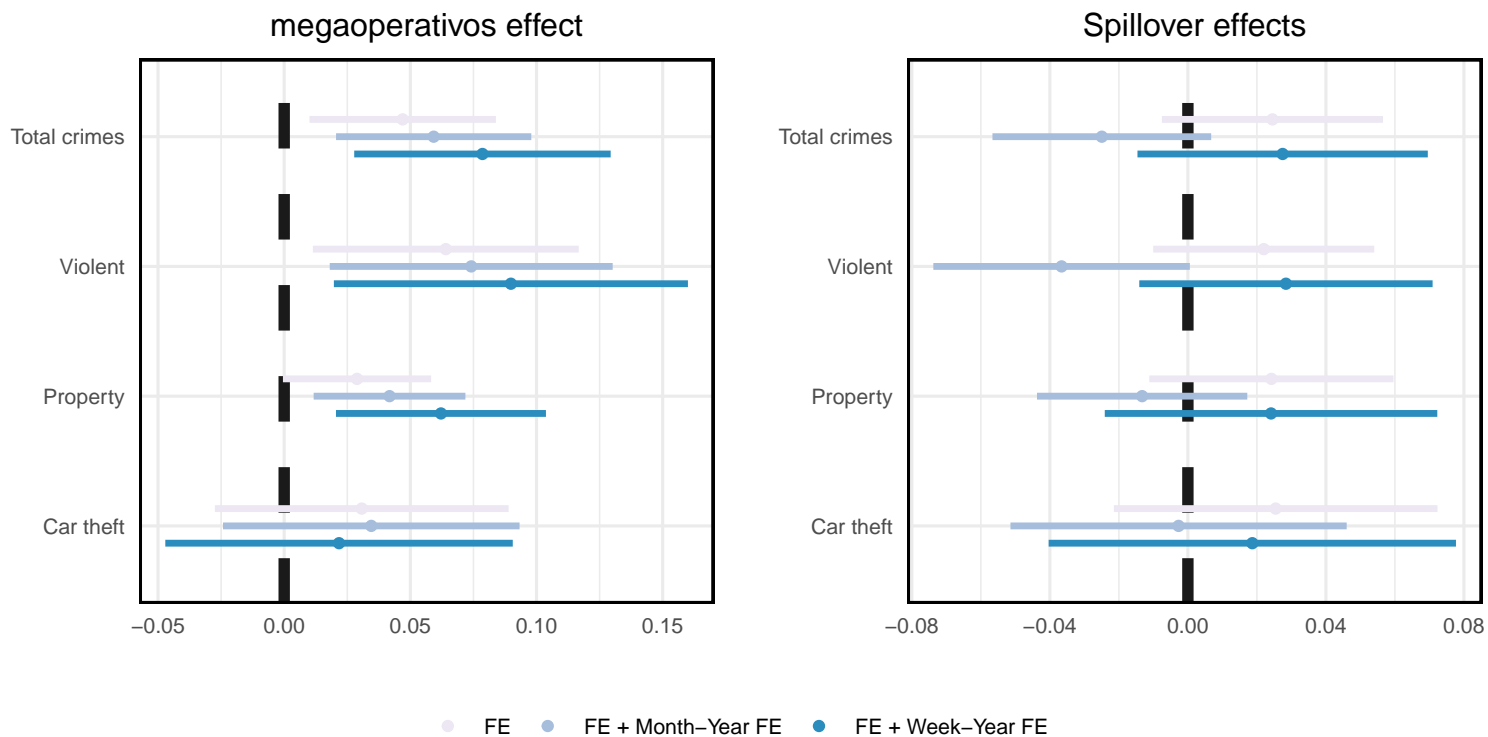 megaoperativos effect
Total crimes
Violent
Property
Car theft
−0.05 0.00 0.05 0.10 0.15
Spillover effects
Total crimes
Violent
Property
Car theft
−0.08 −0.04 0.00 0.04 0.08
FE FE + Month−Year FE FE + Week−Year FE